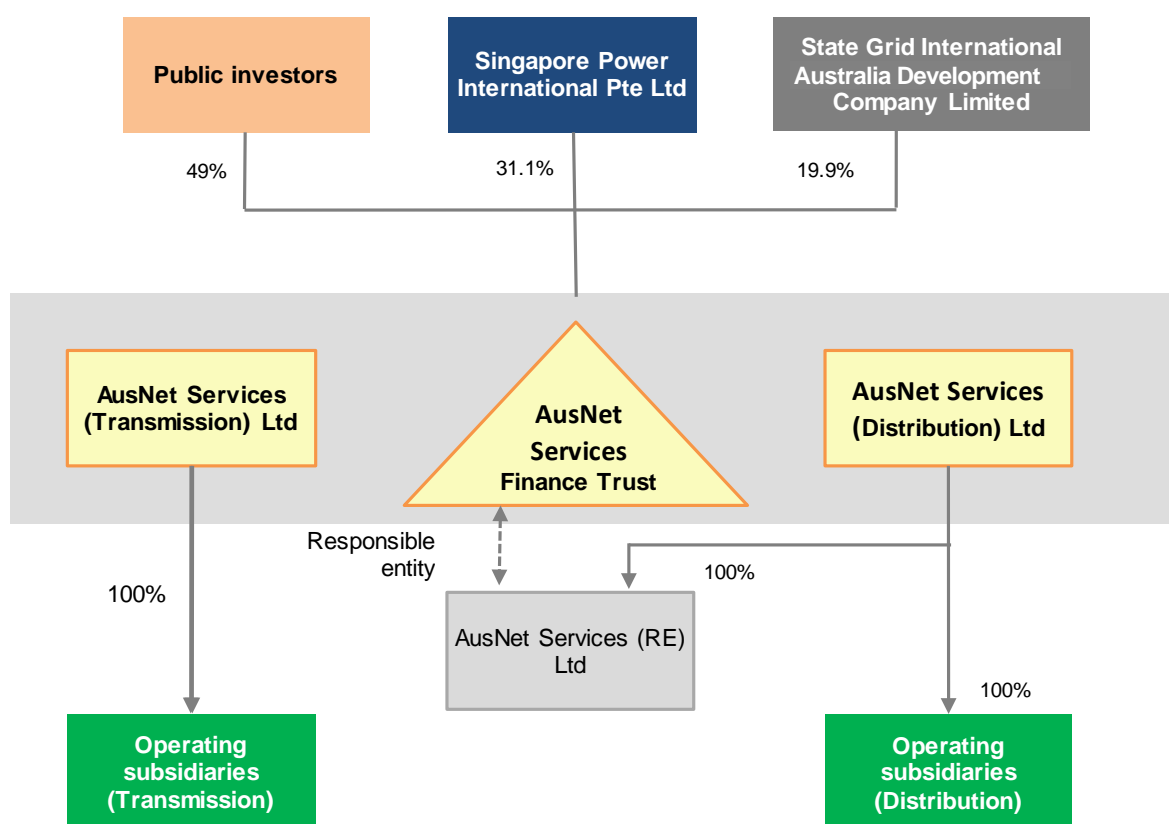 Public investors
Singapore Power
International Pte Ltd
State Grid International
Australia Development
Company Limited
49%
31.1%
19.9%
AusNet Services
(Transmission) Ltd
AusNet
Services
Finance Trust
AusNet Services
(Distribution) Ltd
Responsible
entity
100%
100%
AusNet Services (RE)
Ltd
100%
Operating
subsidiaries
(Transmission)
Operating
subsidiaries
(Distribution)